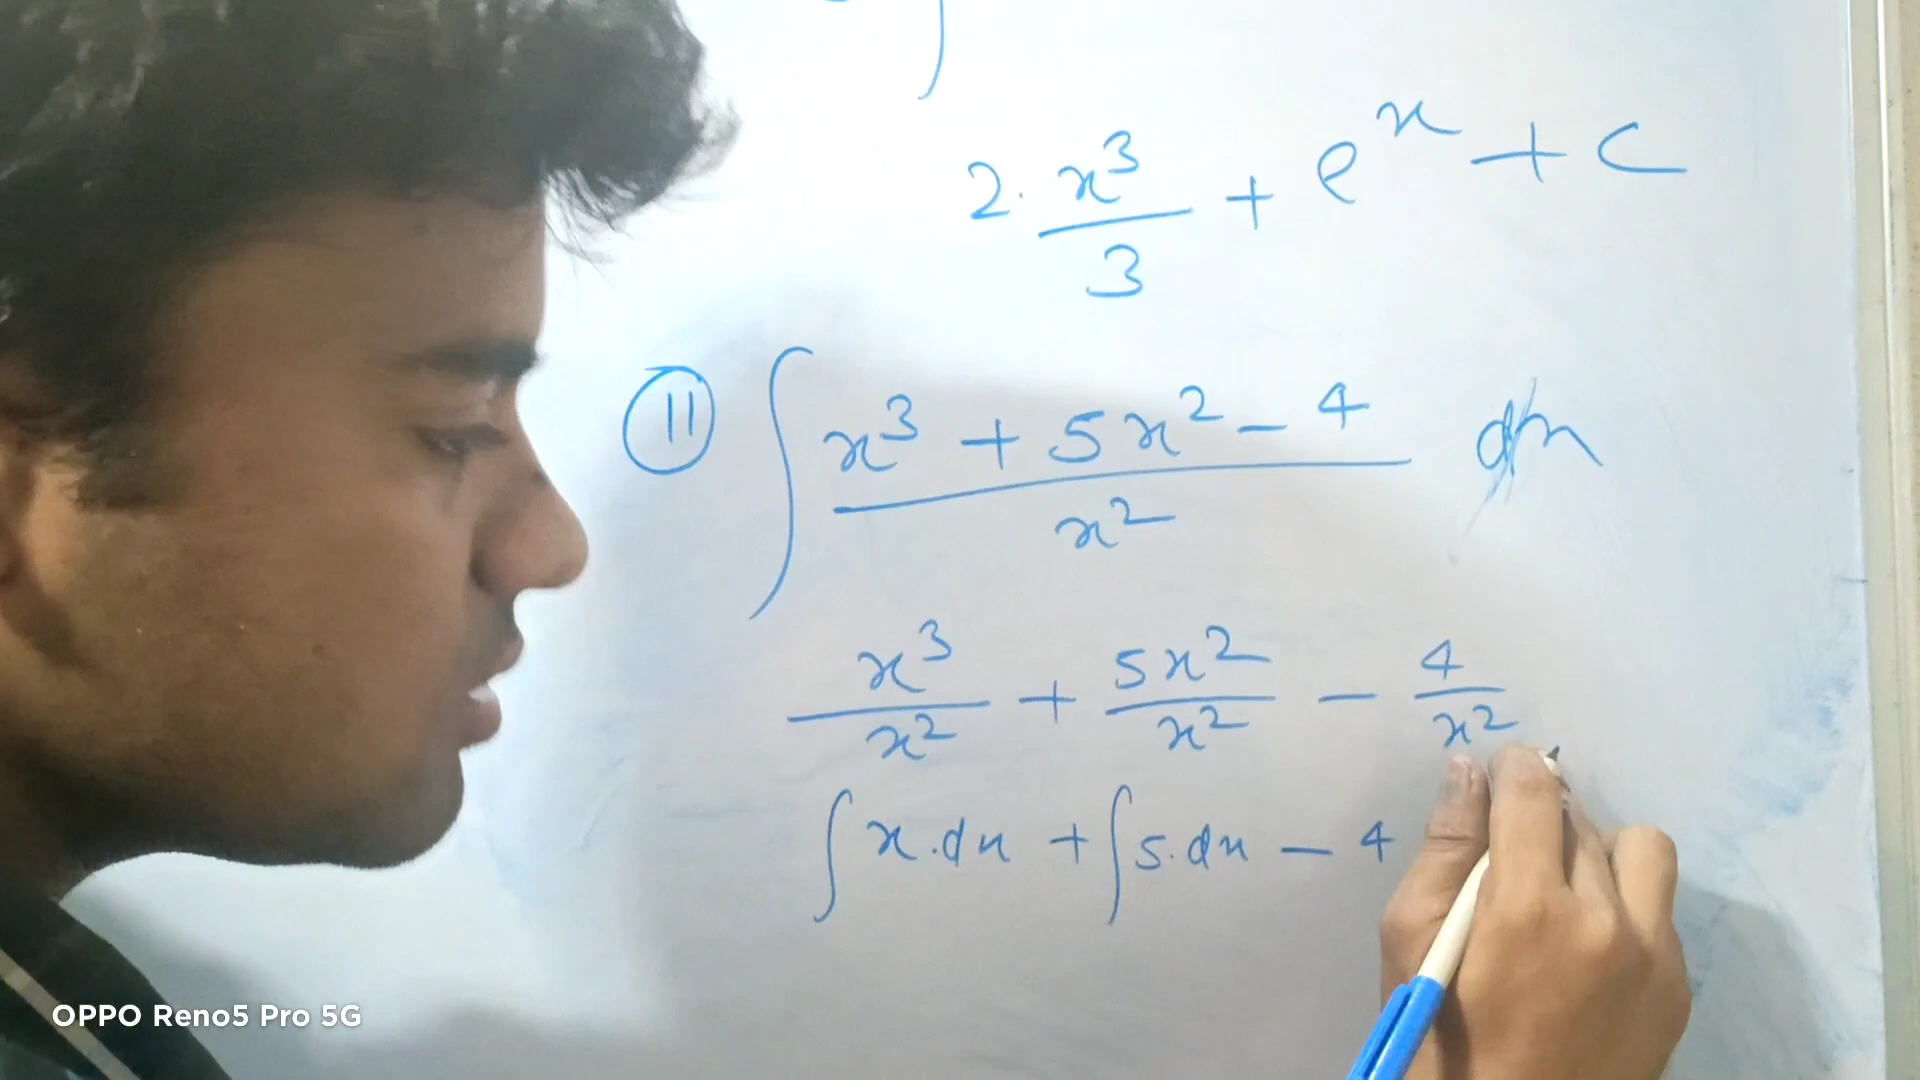 ∫
2. x³/3 + eˣ + C
(11) ∫ x³ + 5x² - 4 / x² dx
x³/x² + 5x²/x² - 4/x²
∫ x.dx + ∫ 5.dx - 4
OPPO Reno5 Pro 5G